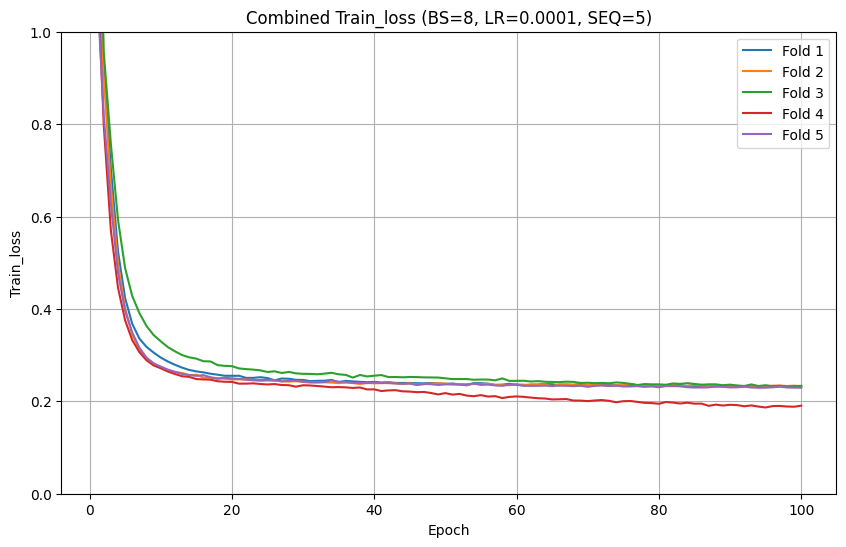 Combined Train_loss (BS=8, LR=0.0001, SEQ=5)
Fold 1
Fold 2
Fold 3
Fold 4
Fold 5
Train_loss
1.0
0.8
0.6
0.4
0.2
0.0
0 20 40 60 80 100
Epoch